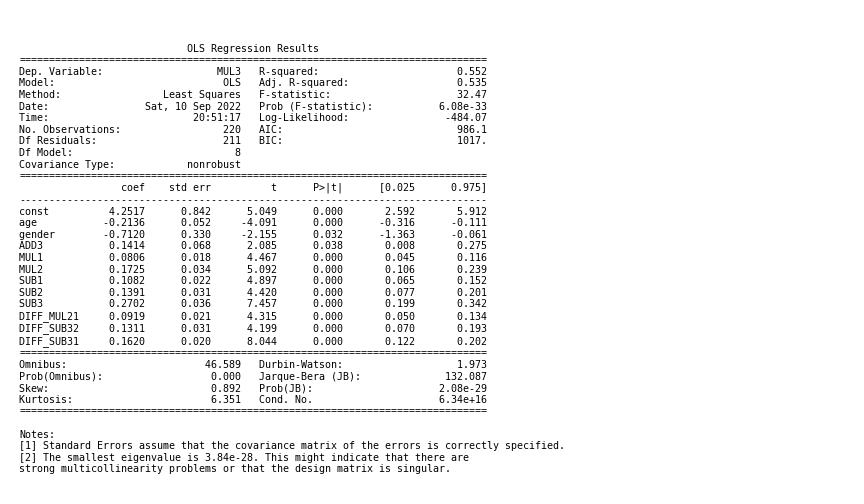 OLS Regression Results
==============================================================================
Dep. Variable:                   MUL3   R-squared:                       0.552
Model:                            OLS   Adj. R-squared:                  0.535
Method:                 Least Squares   F-statistic:                     32.47
Date:                Sat, 10 Sep 2022   Prob (F-statistic):           6.08e-33
Time:                        20:51:17   Log-Likelihood:                -484.07
No. Observations:                 220   AIC:                             986.1
Df Residuals:                     211   BIC:                             1017.
Df Model:                           8
Covariance Type:            nonrobust
==============================================================================
                 coef    std err          t      P>|t|      [0.025      0.975]
------------------------------------------------------------------------------
const          4.2517      0.842      5.049      0.000       2.592       5.912
age           -0.2136      0.052     -4.091      0.000      -0.316      -0.111
gender        -0.7120      0.330     -2.155      0.032      -1.363      -0.061
ADD3           0.1414      0.068      2.085      0.038       0.008       0.275
MUL1           0.0806      0.018      4.467      0.000       0.045       0.116
MUL2           0.1725      0.034      5.092      0.000       0.106       0.239
SUB1           0.1082      0.022      4.897      0.000       0.065       0.152
SUB2           0.1391      0.031      4.420      0.000       0.077       0.201
SUB3           0.2702      0.036      7.457      0.000       0.199       0.342
DIFF_MUL21     0.0919      0.021      4.315      0.000       0.050       0.134
DIFF_SUB32     0.1311      0.031      4.199      0.000       0.070       0.193
DIFF_SUB31     0.1620      0.020      8.044      0.000       0.122       0.202
==============================================================================
Omnibus:                       46.589   Durbin-Watson:                   1.973
Prob(Omnibus):                  0.000   Jarque-Bera (JB):              132.087
Skew:                           0.892   Prob(JB):                     2.08e-29
Kurtosis:                       6.351   Cond. No.                     6.34e+16
==============================================================================
Notes:
[1] Standard Errors assume that the covariance matrix of the errors is correctly specified.
[2] The smallest eigenvalue is 3.84e-28. This might indicate that there are
strong multicollinearity problems or that the design matrix is singular.